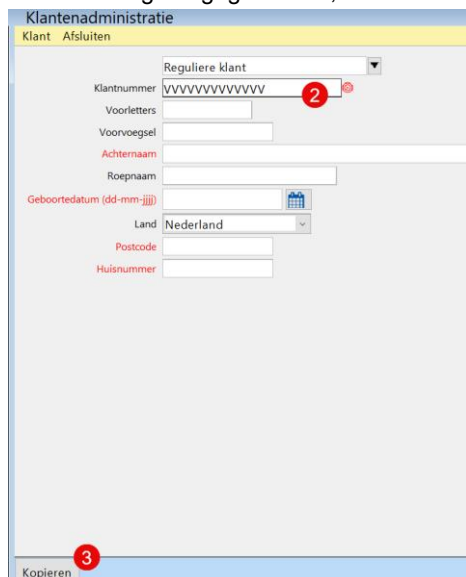 Klantenadministratie
Klant Afsluiten
Reguliere klant
Klantnummer VVVVVVVVVVVVV 2
Voorletters
Voorvoegsel
Achternaam
Roepnaam
Geboortedatum (dd-mm-jjjj)
Land Nederland
Postcode
Huisnummer
3
Kopieren